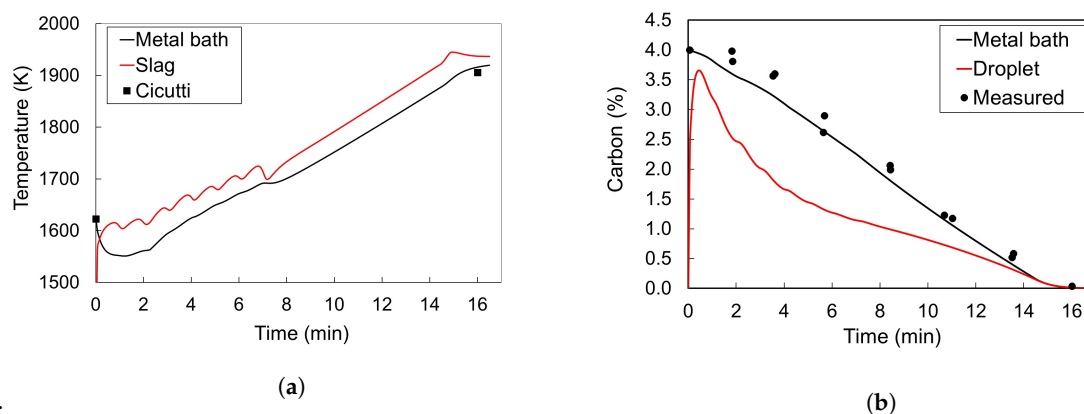 2000
1900
1800
1700
1600
1500
Temperature (K)
Metal bath
Slag
Cicutti
0 2 4 6 8 10 12 14 16
Time (min)
(a)
4.5
4.0
3.5
3.0
2.5
2.0
1.5
1.0
0.5
0.0
Carbon (%)
Metal bath
Droplet
Measured
0 2 4 6 8 10 12 14 16
Time (min)
(b)
.